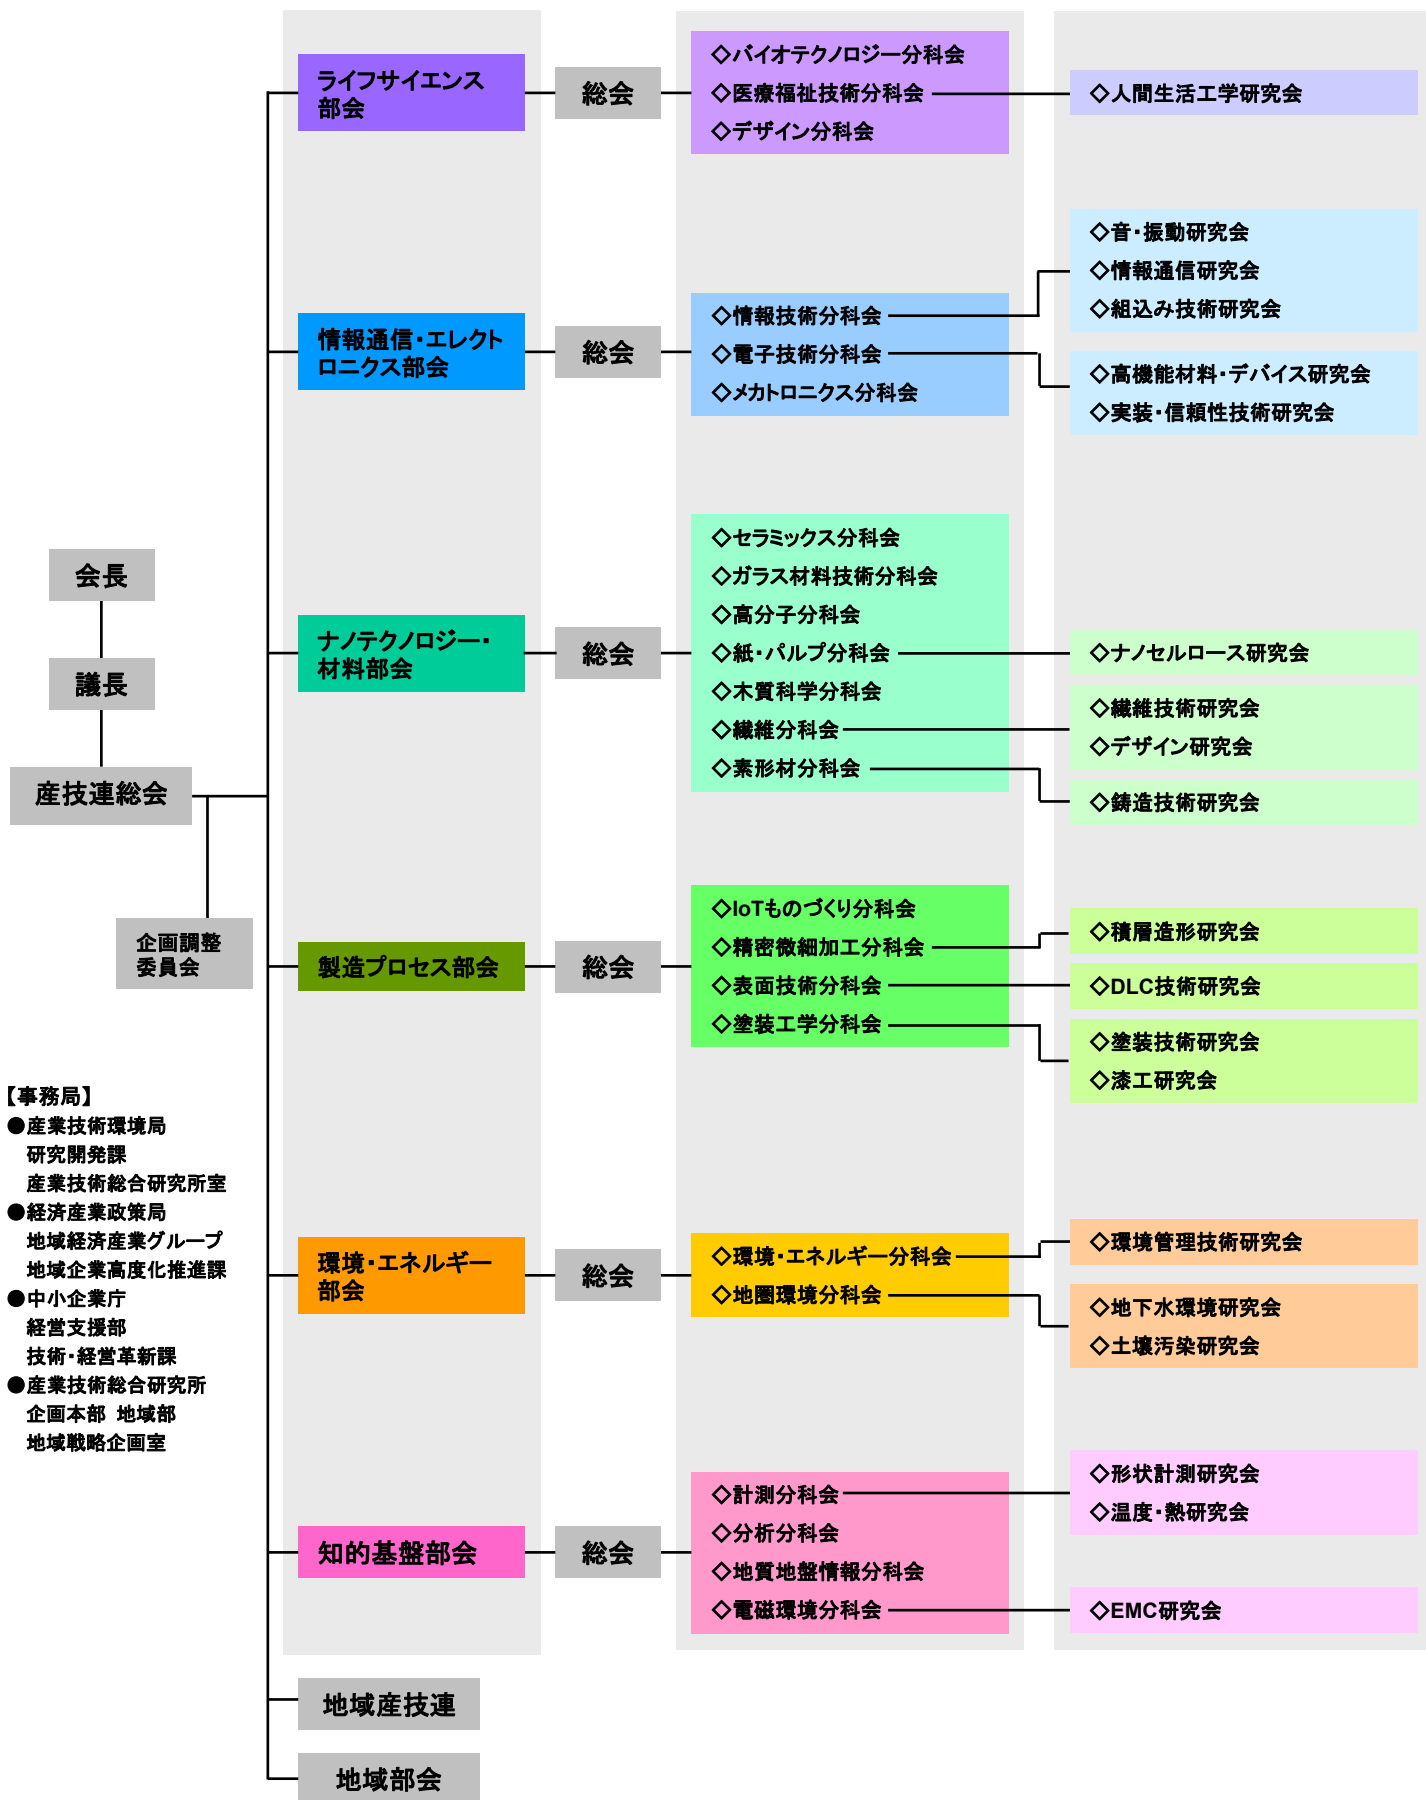 会長
議長
産技連総会
企画調整
委員会
【事務局】
●産業技術環境局
研究開発課
産業技術総合研究所室
●経済産業政策局
地域経済産業グループ
地域企業高度化推進課
●中小企業庁
経営支援部
技術・経営革新課
●産業技術総合研究所
企画本部 地域部
地域戦略企画室
ライフサイエンス
部会
総会
◇バイオテクノロジー分科会
◇医療福祉技術分科会
◇デザイン分科会
◇人間生活工学研究会
情報通信・エレクト
ロニクス部会
総会
◇情報技術分科会
◇電子技術分科会
◇メカトロニクス分科会
◇音・振動研究会
◇情報通信研究会
◇組込み技術研究会
◇高機能材料・デバイス研究会
◇実装・信頼性技術研究会
ナノテクノロジー・
材料部会
総会
◇セラミックス分科会
◇ガラス材料技術分科会
◇高分子分科会
◇紙・パルプ分科会
◇木質科学分科会
◇繊維分科会
◇素形材分科会
◇ナノセルロース研究会
◇繊維技術研究会
◇デザイン研究会
◇鋳造技術研究会
製造プロセス部会
総会
◇IoTものづくり分科会
◇精密微細加工分科会
◇表面技術分科会
◇塗装工学分科会
◇積層造形研究会
◇DLC技術研究会
◇塗装技術研究会
◇漆工研究会
環境・エネルギー
部会
総会
◇環境・エネルギー分科会
◇地圏環境分科会
◇環境管理技術研究会
◇地下水環境研究会
◇土壌汚染研究会
知的基盤部会
総会
◇計測分科会
◇分析分科会
◇地質地盤情報分科会
◇電磁環境分科会
◇形状計測研究会
◇温度・熱研究会
◇EMC研究会
地域産技連
地域部会